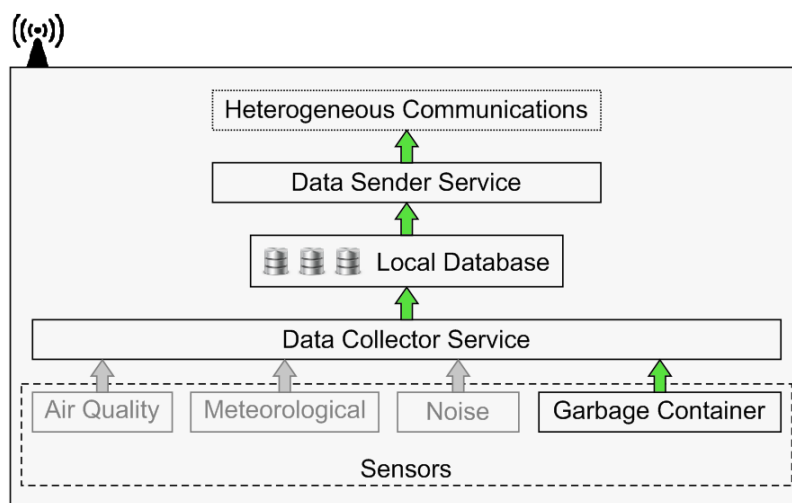 Heterogeneous Communications
Data Sender Service
Local Database
Data Collector Service
Air Quality
Meteorological
Noise
Garbage Container
Sensors